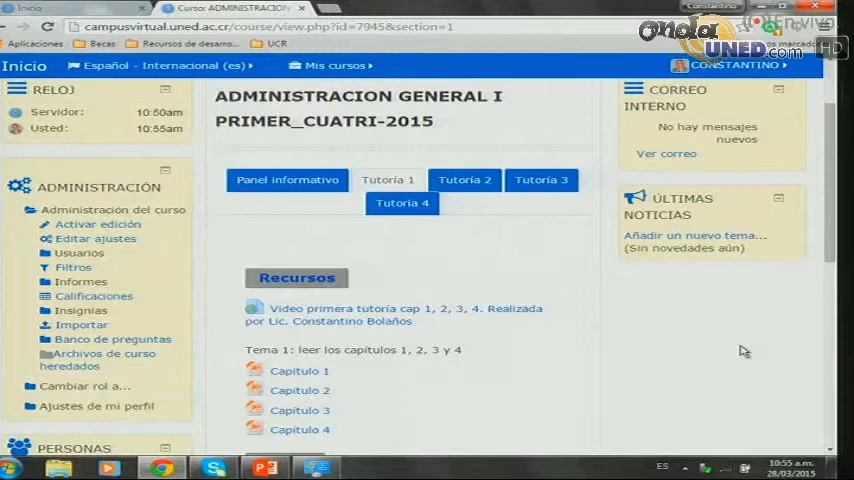 Inicio
Curso: ADMINISTRACION
Constantino
campusvirtual.uned.ac.cr/course/view.php?id=7945&section=1
En vivo
onda
UNED.com
HD
Aplicaciones
Becas
Recursos de desarro...
UCR
marcadores
Inicio
Español - Internacional (es)
Mis cursos
CONSTANTINO
RELOJ
Servidor: 10:50am
Usted: 10:55am
ADMINISTRACIÓN
Administración del curso
Activar edición
Editar ajustes
Usuarios
Filtros
Informes
Calificaciones
Insignias
Importar
Banco de preguntas
Archivos de curso
heredados
Cambiar rol a...
Ajustes de mi perfil
PERSONAS
ADMINISTRACION GENERAL I
PRIMER_CUATRI-2015
Panel informativo
Tutoría 1
Tutoría 2
Tutoría 3
Tutoría 4
Recursos
Video primera tutoría cap 1, 2, 3, 4. Realizada
por Lic. Constantino Bolaños
Tema 1: leer los capítulos 1, 2, 3 y 4
Capítulo 1
Capítulo 2
Capítulo 3
Capítulo 4
CORREO
INTERNO
No hay mensajes
nuevos
Ver correo
ÚLTIMAS
NOTICIAS
Añadir un nuevo tema...
(Sin novedades aún)
ES
10:55 a.m.
28/03/2015